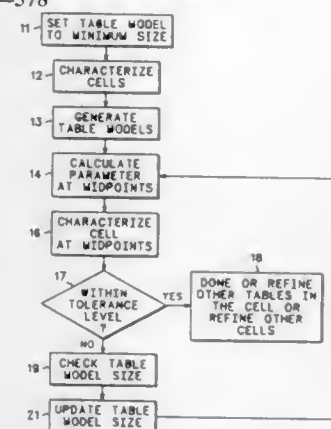 —378
11
SET TABLE MODEL
TO MINIMUM SIZE
12
CHARACTERIZE
CELLS
13
GENERATE
TABLE MODELS
14
CALCULATE
PARAMETER
AT MIDPOINTS
16
CHARACTERIZE
CELL
AT MIDPOINTS
17
WITHIN
TOLERANCE
LEVEL
?
YES
NO
18
DONE OR REFINE
OTHER TABLES IN
THE CELL OR
REFINE OTHER
CELLS
19
CHECK TABLE
MODEL SIZE
21
UPDATE TABLE
MODEL SIZE